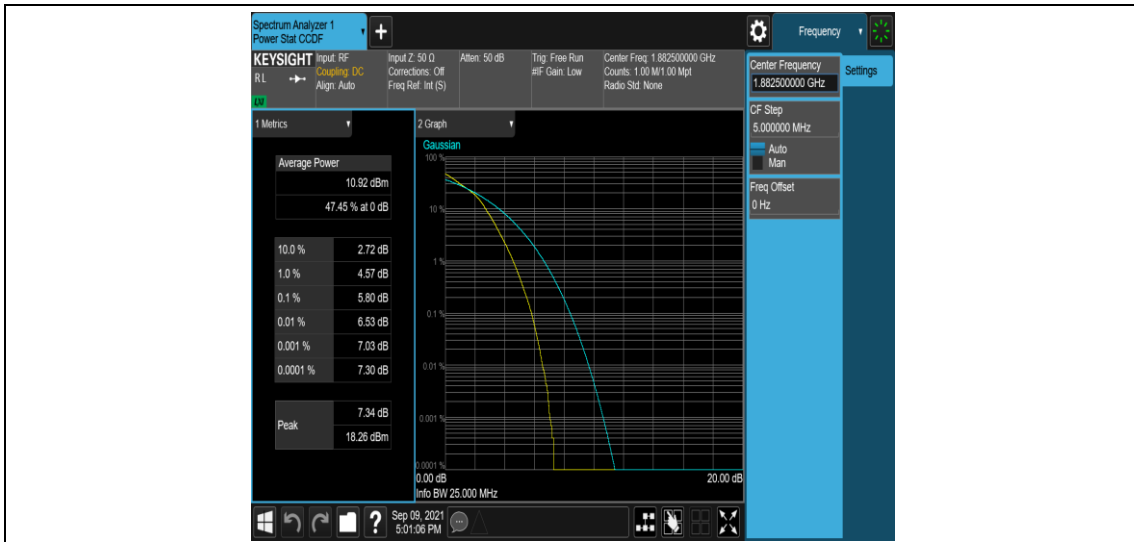 Spectrum Analyzer 1
Power Stat CCDF
Frequency
KEYSIGHT
RL
LXI
Input: RF
Coupling: DC
Align: Auto
Input Z: 50 Ω
Corrections: Off
Freq Ref: Int (S)
Atten: 50 dB
Trig: Free Run
#IF Gain: Low
Center Freq: 1.882500000 GHz
Counts: 1.00 M/1.00 Mpt
Radio Std: None
Center Frequency
1.882500000 GHz
Settings
CF Step
5.000000 MHz
Auto
Man
Freq Offset
0 Hz
1 Metrics
Average Power
10.92 dBm
47.45 % at 0 dB
10.0 % 2.72 dB
1.0 % 4.57 dB
0.1 % 5.80 dB
0.01 % 6.53 dB
0.001 % 7.03 dB
0.0001 % 7.30 dB
Peak 7.34 dB
18.26 dBm
2 Graph
Gaussian
100 %
10 %
1 %
0.1 %
0.01 %
0.001 %
0.0001 %
0.00 dB 20.00 dB
Info BW 25.000 MHz
?
Sep 09, 2021
5:01:06 PM